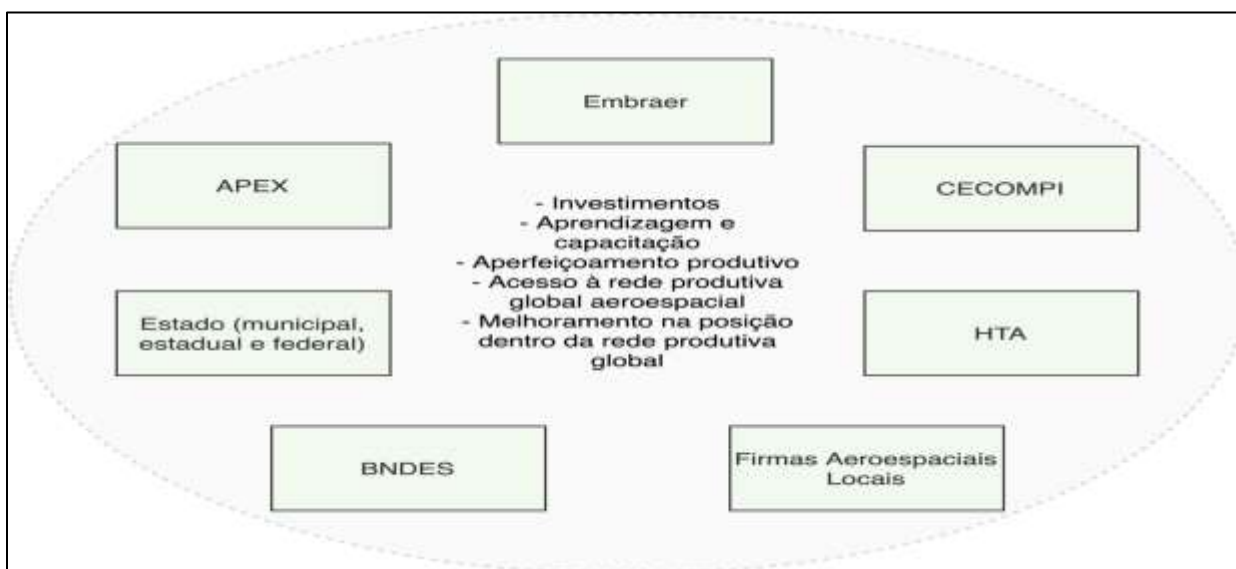 Embraer
APEX
CECOMPI
- Investimentos
- Aprendizagem e
capacitação
- Aperfeiçoamento produtivo
- Acesso à rede produtiva
global aeroespacial
- Melhoramento na posição
dentro da rede produtiva
global
Estado (municipal,
estadual e federal)
HTA
BNDES
Firmas Aeroespaciais
Locais